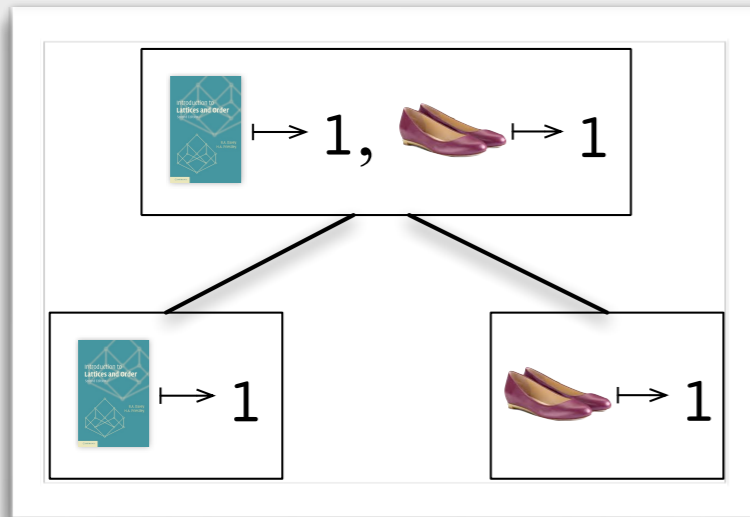 Introduction to
Lattices and Order
1, 1
Introduction to
Lattices and Order
1
1